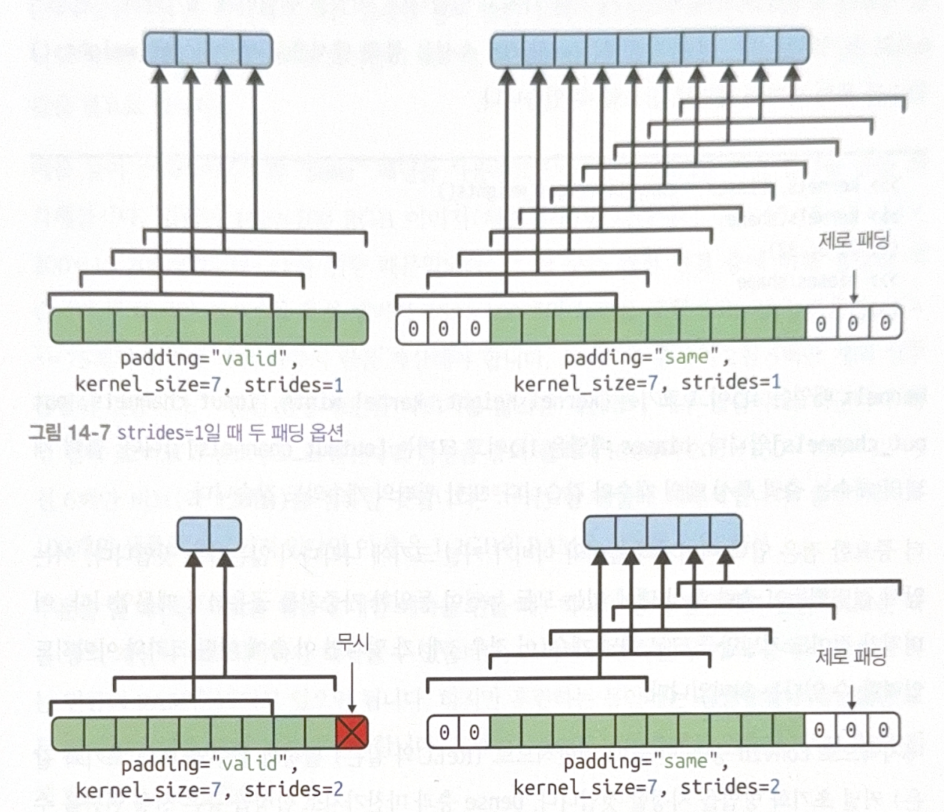 제로 패딩
0 0 0 0 0 0
padding="valid",
kernel_size=7, strides=1
padding="same",
kernel_size=7, strides=1
그림 14-7 strides=1일 때 두 패딩 옵션
무시
제로 패딩
0 0 0 0 0
padding="valid",
kernel_size=7, strides=2
padding="same",
kernel_size=7, strides=2